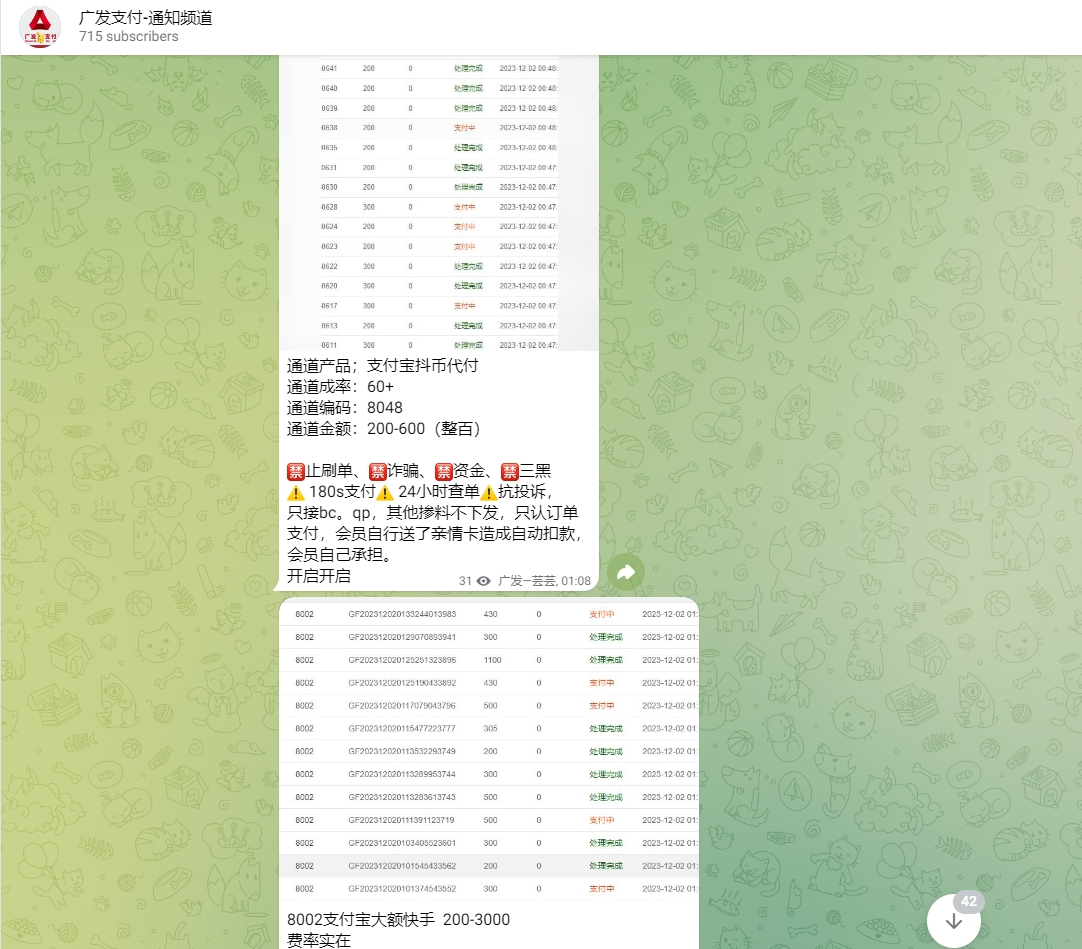 广发支付-通知频道
715 subscribers
0641 200 0 处理完成 2023-12-02 00:48:
0640 200 0 处理完成 2023-12-02 00:48:
0639 200 0 处理完成 2023-12-02 00:48:
0638 200 0 支付中 2023-12-02 00:48:
0635 200 0 处理完成 2023-12-02 00:48:
0631 200 0 处理完成 2023-12-02 00:47:
0630 200 0 处理完成 2023-12-02 00:47:
0628 300 0 支付中 2023-12-02 00:47:
0624 200 0 支付中 2023-12-02 00:47:
0623 200 0 支付中 2023-12-02 00:47:
0622 300 0 处理完成 2023-12-02 00:47:
0620 300 0 处理完成 2023-12-02 00:47:
0617 300 0 支付中 2023-12-02 00:47:
0613 200 0 处理完成 2023-12-02 00:47:
0611 300 0 处理完成 2023-12-02 00:47:
通道产品；支付宝抖币代付
通道成率：60+
通道编码：8048
通道金额：200-600（整百）
🈲止刷单、🈲诈骗、🈲资金、🈲三黑
⚠️ 180s支付⚠️ 24小时查单⚠️抗投诉，
只接bc。qp，其他掺料不下发，只认订单
支付，会员自行送了亲情卡造成自动扣款，
会员自己承担。
开启开启
31 广发—芸芸, 01:08
8002 GF202312020133244013983 430 0 支付中 2023-12-02 01:
8002 GF202312020129070893941 300 0 处理完成 2023-12-02 01:
8002 GF202312020125251323896 1100 0 处理完成 2023-12-02 01:
8002 GF202312020125190433892 430 0 支付中 2023-12-02 01:
8002 GF202312020117079043796 500 0 支付中 2023-12-02 01:
8002 GF202312020115477223777 305 0 处理完成 2023-12-02 01:
8002 GF202312020113532293749 200 0 处理完成 2023-12-02 01:
8002 GF202312020113289953744 300 0 处理完成 2023-12-02 01:
8002 GF202312020113283613743 500 0 处理完成 2023-12-02 01:
8002 GF202312020111391123719 500 0 支付中 2023-12-02 01:
8002 GF202312020103405523601 300 0 处理完成 2023-12-02 01:
8002 GF202312020101545433562 200 0 处理完成 2023-12-02 01:
8002 GF202312020101374543552 300 0 支付中 2023-12-02 01:
8002支付宝大额快手 200-3000
费率实在
42